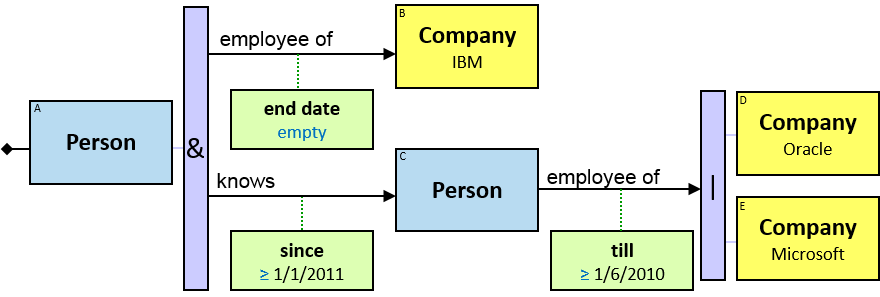 A
Person
&
employee of
end date
empty
B
Company
IBM
knows
since
≥ 1/1/2011
C
Person
employee of
till
≥ 1/6/2010
|
D
Company
Oracle
E
Company
Microsoft